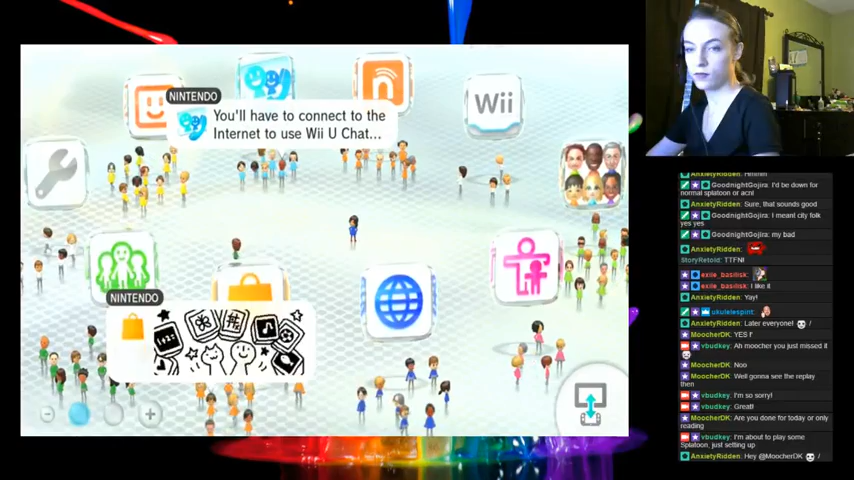 NINTENDO
You'll have to connect to the
Internet to use Wii U Chat...
Wii
NINTENDO
AnxietyRidden: Hehehe
GoodnightGojira: I'd be down for
normal splatoon or acnl
AnxietyRidden: Sure, that sounds good
GoodnightGojira: I meant city folk
yes yes
GoodnightGojira: my bad
AnxietyRidden:
StoryRetold: TTFN!
exile_basilisk:
exile_basilisk: I like it
AnxietyRidden: Yay!
ukulelespint:
AnxietyRidden: Later everyone! /
MoocherDK: YES !'
vbudkey: Ah moocher you just missed it
MoocherDK: Noo
MoocherDK: Well gonna see the replay
then
vbudkey: I'm so sorry!
vbudkey: Great!
MoocherDK: Are you done for today or only
reading
vbudkey: I'm about to play some
Splatoon, just setting up
AnxietyRidden: Hey @MoocherDK /